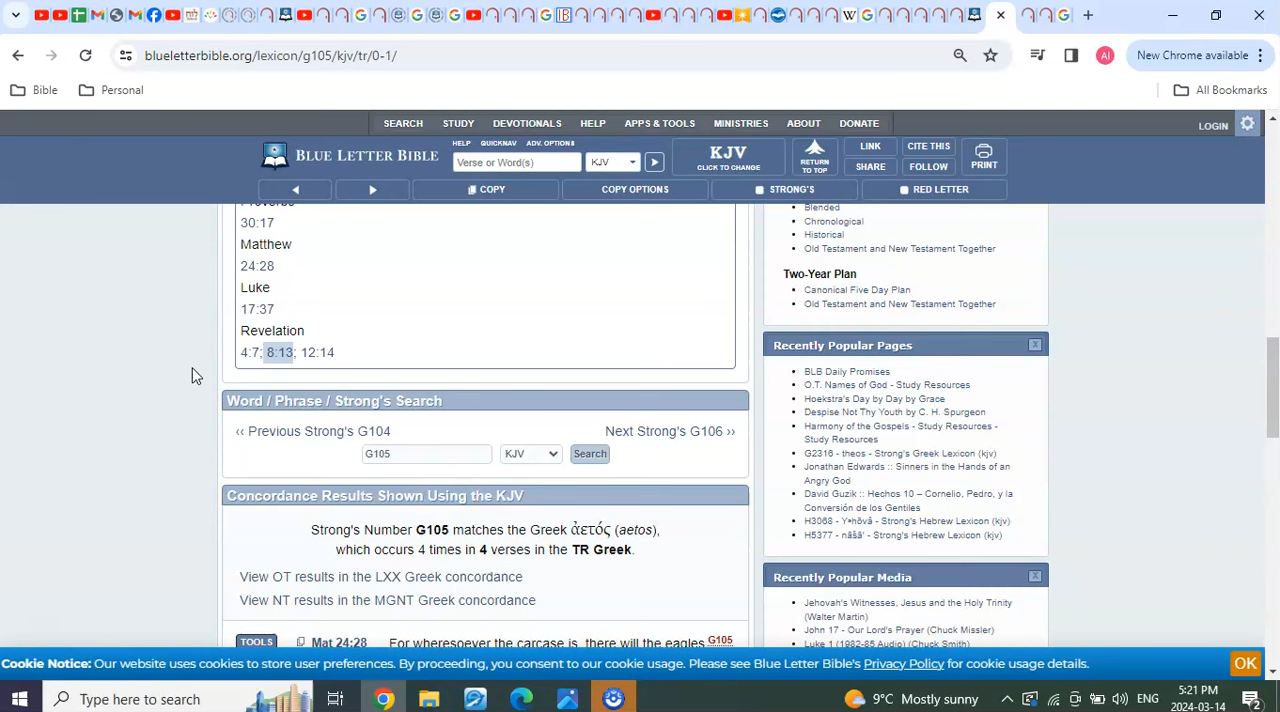 New Chrome available
blueletterbible.org/lexicon/g105/kjv/tr/0-1/
Bible
Personal
All Bookmarks
SEARCH STUDY DEVOTIONALS HELP APPS & TOOLS MINISTRIES ABOUT DONATE
LOGIN
BLUE LETTER BIBLE
HELP QUICKNAV ADV. OPTIONS
Verse or Word(s)
KJV
KJV
CLICK TO CHANGE
RETURN
TO TOP
LINK
CITE THIS
SHARE
FOLLOW
PRINT
COPY
COPY OPTIONS
STRONG'S
RED LETTER
Proverbs
30:17
Matthew
24:28
Luke
17:37
Revelation
4:7; 8:13; 12:14
Word / Phrase / Strong's Search
‹‹ Previous Strong's G104
Next Strong's G106 ››
G105
KJV
Search
Concordance Results Shown Using the KJV
Strong's Number G105 matches the Greek ἀετός (aetos),
which occurs 4 times in 4 verses in the TR Greek.
View OT results in the LXX Greek concordance
View NT results in the MGNT Greek concordance
TOOLS
Mat 24:28
For wheresoever the carcase is, there will the eagles G105
Blended
Chronological
Historical
Old Testament and New Testament Together
Two-Year Plan
Canonical Five Day Plan
Old Testament and New Testament Together
Recently Popular Pages
x
BLB Daily Promises
O.T. Names of God - Study Resources
Hoekstra's Day by Day by Grace
Despise Not Thy Youth by C. H. Spurgeon
Harmony of the Gospels - Study Resources -
Study Resources
G2316 - theos - Strong's Greek Lexicon (kjv)
Jonathan Edwards :: Sinners in the Hands of an
Angry God
David Guzik :: Hechos 10 – Cornelio, Pedro, y la
Conversión de los Gentiles
H3068 - Yᵊhōvâ - Strong's Hebrew Lexicon (kjv)
H5377 - nāšā' - Strong's Hebrew Lexicon (kjv)
Recently Popular Media
x
Jehovah's Witnesses, Jesus and the Holy Trinity
(Walter Martin)
John 17 - Our Lord's Prayer (Chuck Missler)
Luke 1 (1982-85 Audio) (Chuck Smith)
Cookie Notice: Our website uses cookies to store user preferences. By proceeding, you consent to our cookie usage. Please see Blue Letter Bible's Privacy Policy for cookie usage details.
OK
Type here to search
9°C Mostly sunny
ENG
5:21 PM
2024-03-14
2